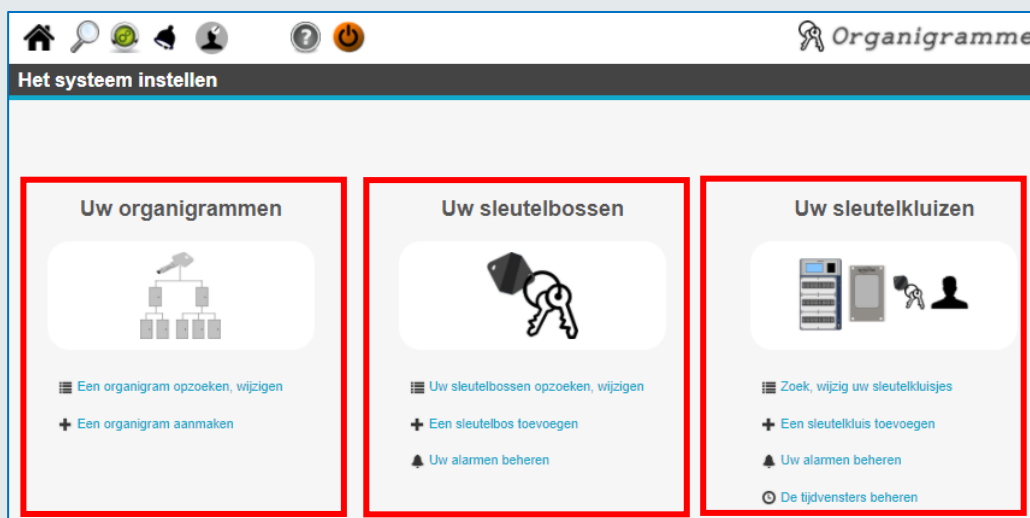 Organigramme
Het systeem instellen
Uw organigrammen
Een organigram opzoeken, wijzigen
Een organigram aanmaken
Uw sleutelbossen
Uw sleutelbossen opzoeken, wijzigen
Een sleutelbos toevoegen
Uw alarmen beheren
Uw sleutelkluizen
Zoek, wijzig uw sleutelkluisjes
Een sleutelkluis toevoegen
Uw alarmen beheren
De tijdvensters beheren